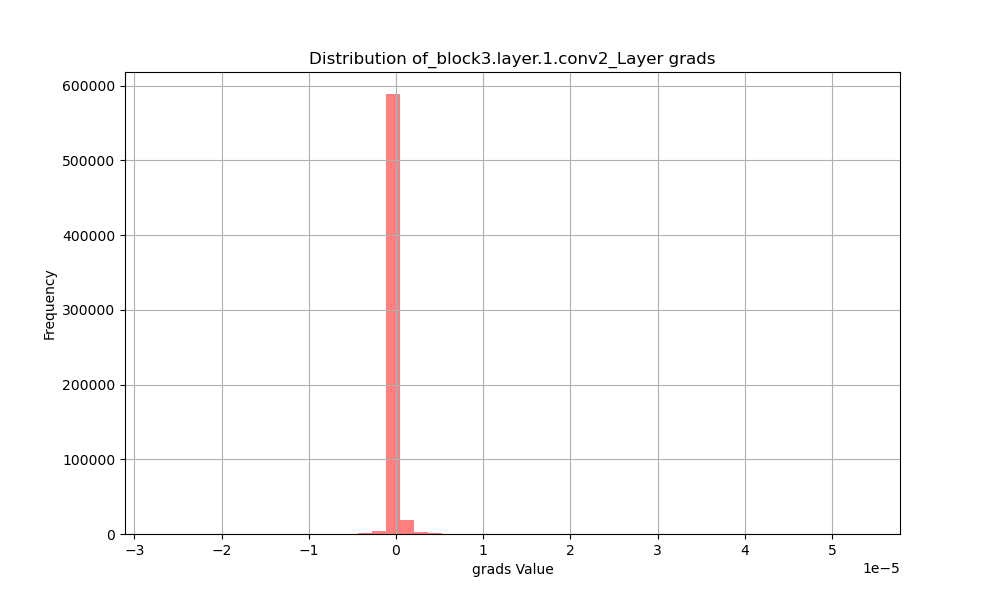 Distribution of_block3.layer.1.conv2_Layer grads
600000
500000
400000
300000
200000
100000
0
Frequency
−3 −2 −1 0 1 2 3 4 5
1e−5
grads Value